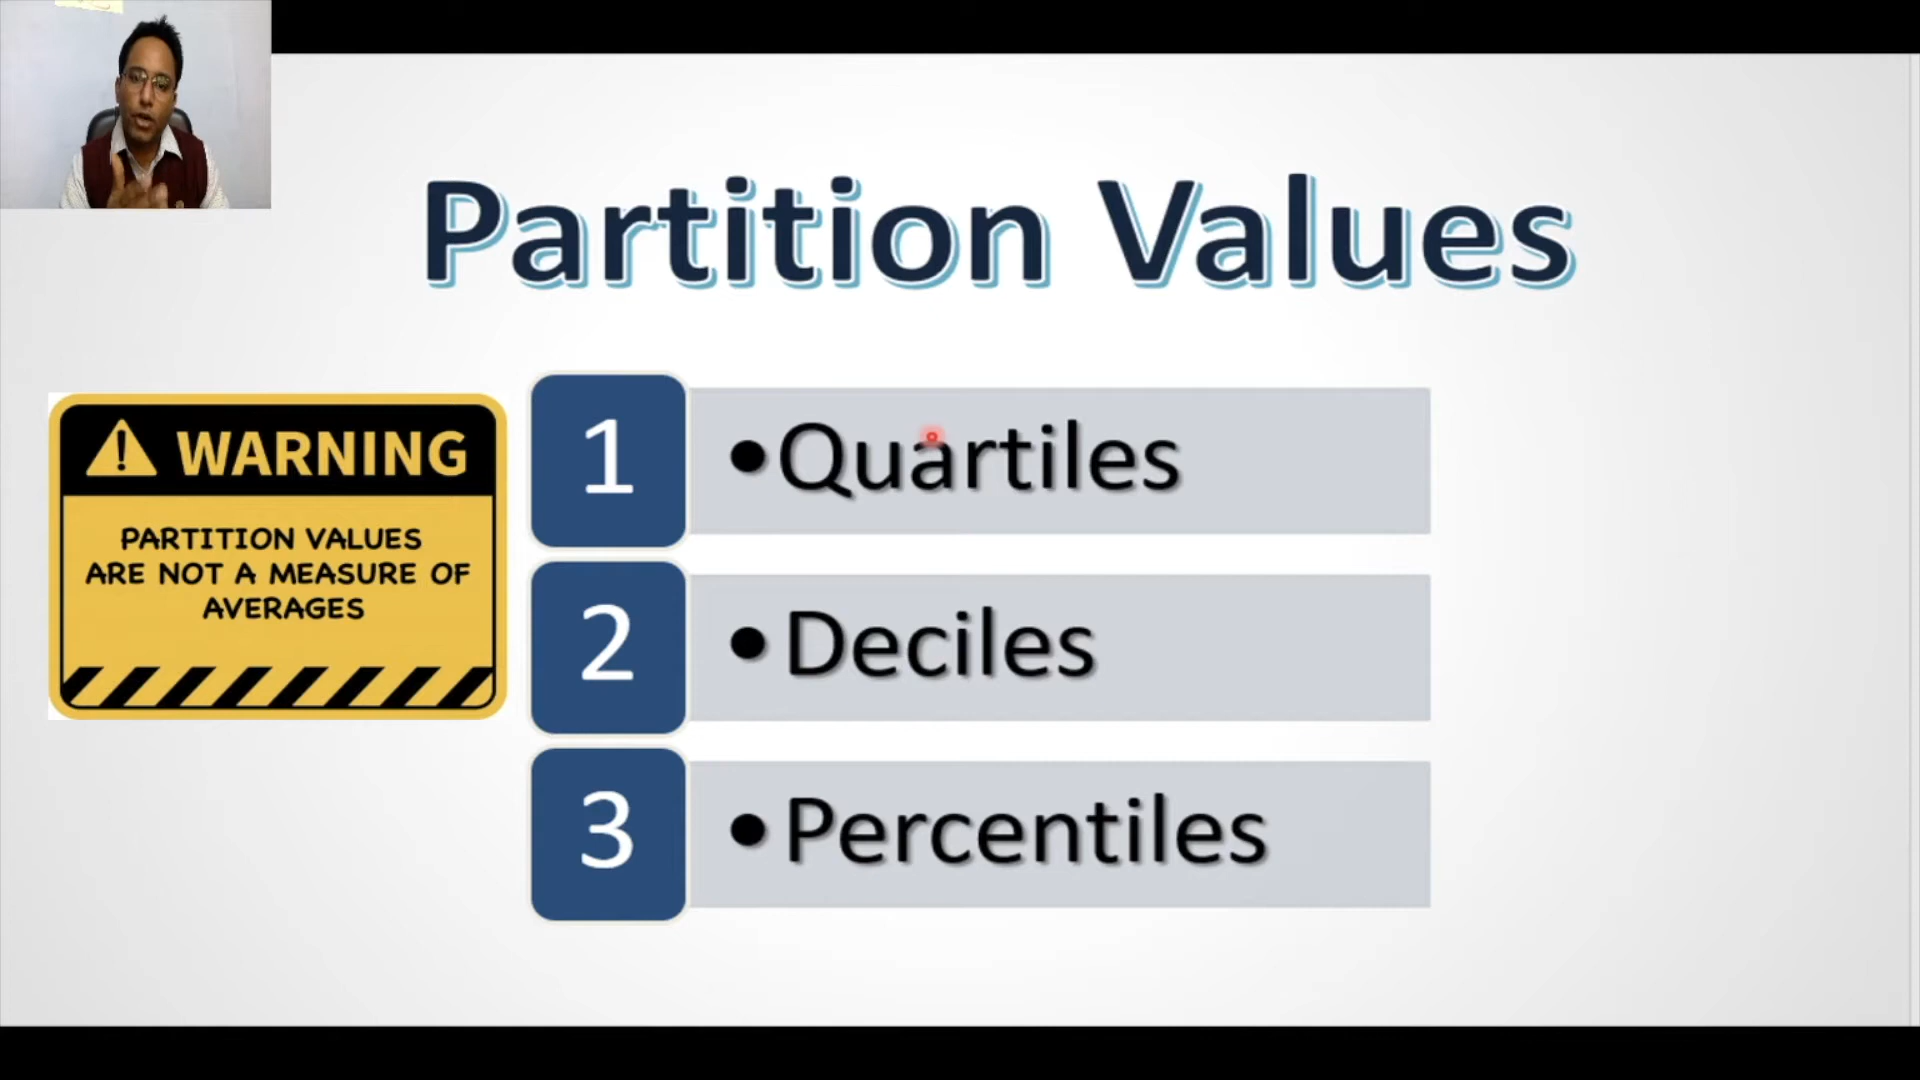 Partition Values
WARNING
PARTITION VALUES
ARE NOT A MEASURE OF
AVERAGES
1
•Quartiles
2
• Deciles
3
• Percentiles